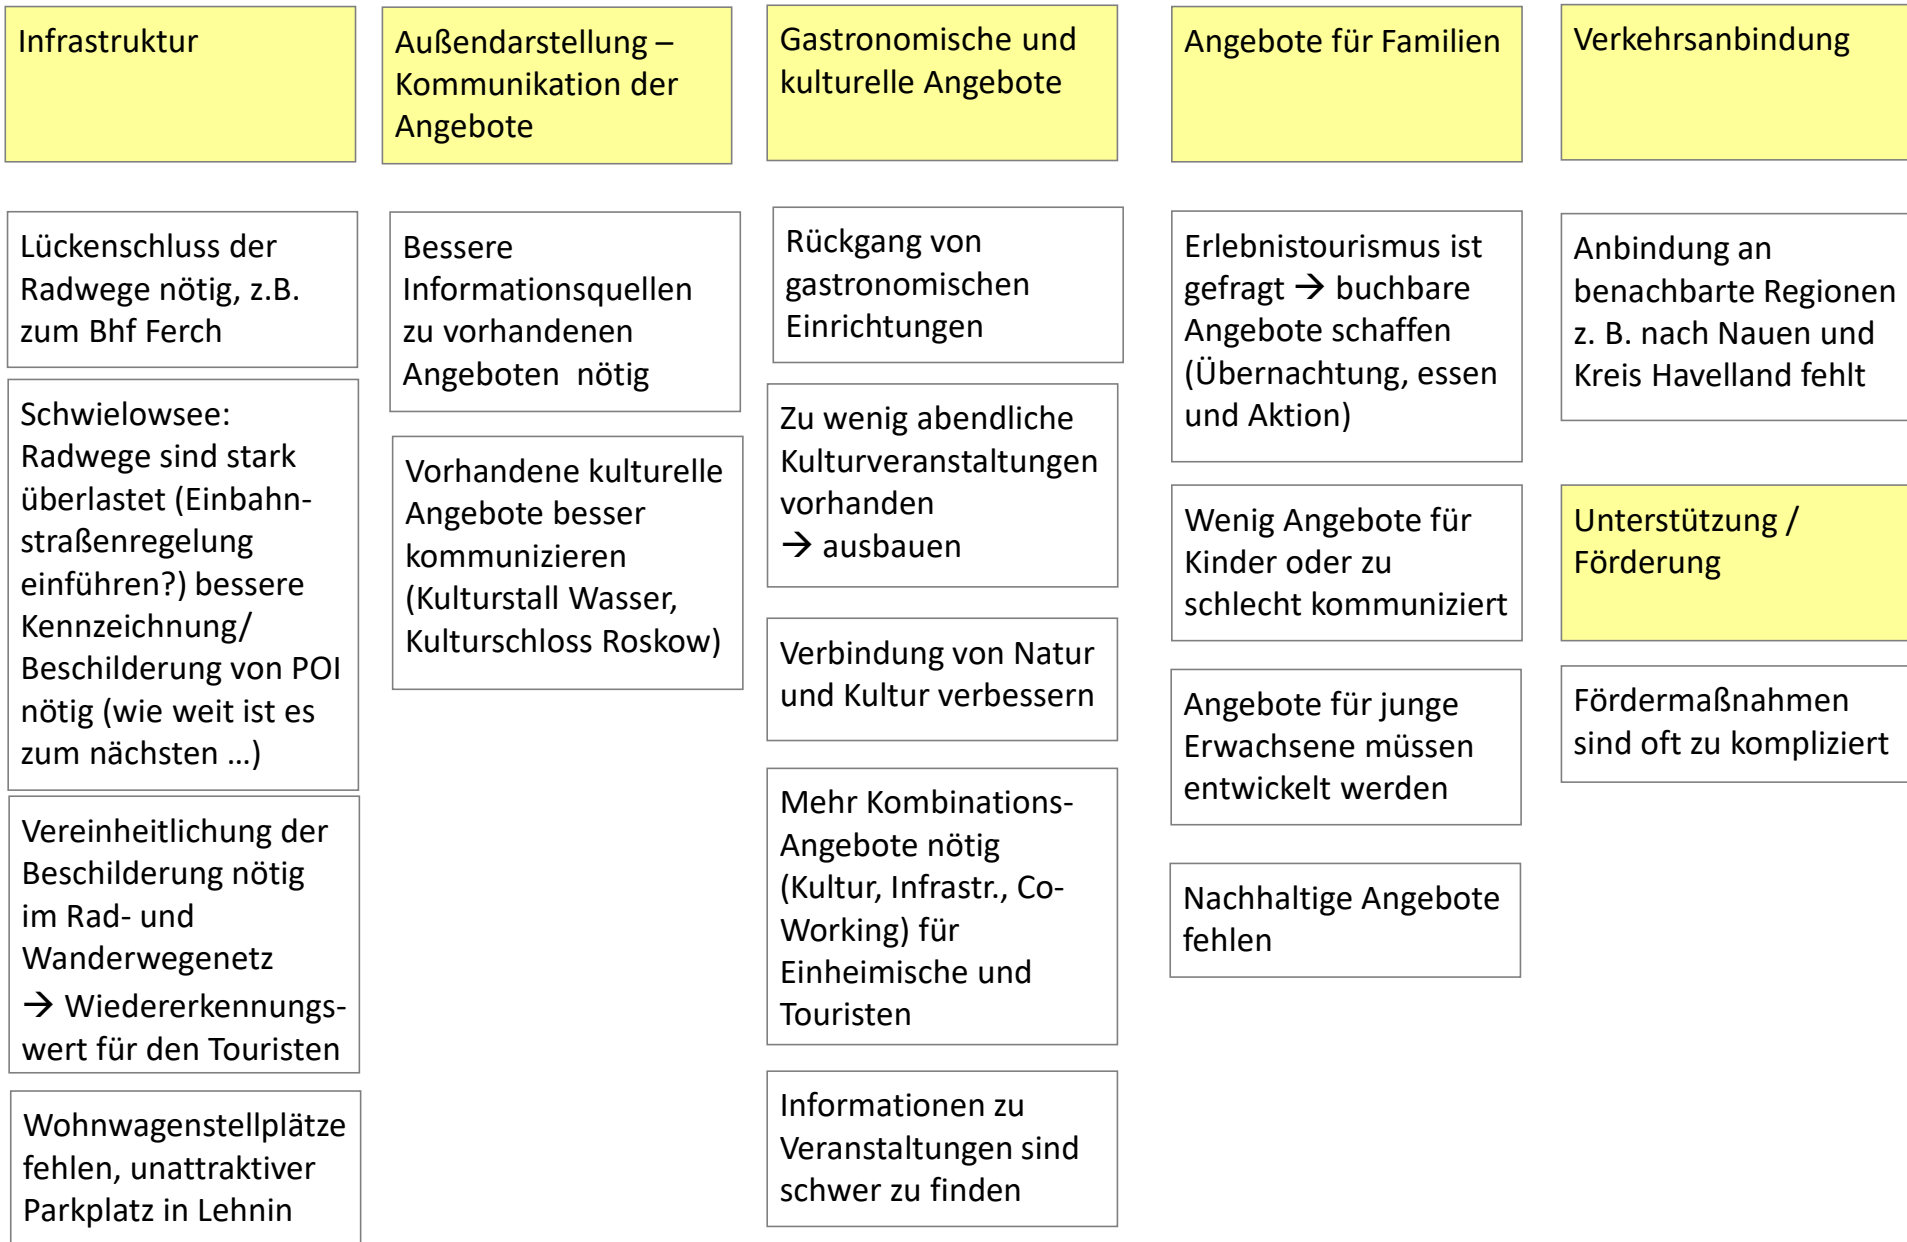 Infrastruktur
Lückenschluss der
Radwege nötig, z.B.
zum Bhf Ferch
Schwielowsee:
Radwege sind stark
überlastet (Einbahn-
straßenregelung
einführen?) bessere
Kennzeichnung/
Beschilderung von POI
nötig (wie weit ist es
zum nächsten ...)
Vereinheitlichung der
Beschilderung nötig
im Rad- und
Wanderwegenetz
→ Wiedererkennungs-
wert für den Touristen
Wohnwagenstellplätze
fehlen, unattraktiver
Parkplatz in Lehnin
Außendarstellung –
Kommunikation der
Angebote
Bessere
Informationsquellen
zu vorhandenen
Angeboten  nötig
Vorhandene kulturelle
Angebote besser
kommunizieren
(Kulturstall Wasser,
Kulturschloss Roskow)
Gastronomische und
kulturelle Angebote
Rückgang von
gastronomischen
Einrichtungen
Zu wenig abendliche
Kulturveranstaltungen
vorhanden
→ ausbauen
Verbindung von Natur
und Kultur verbessern
Mehr Kombinations-
Angebote nötig
(Kultur, Infrastr., Co-
Working) für
Einheimische und
Touristen
Informationen zu
Veranstaltungen sind
schwer zu finden
Angebote für Familien
Erlebnistourismus ist
gefragt → buchbare
Angebote schaffen
(Übernachtung, essen
und Aktion)
Wenig Angebote für
Kinder oder zu
schlecht kommuniziert
Angebote für junge
Erwachsene müssen
entwickelt werden
Nachhaltige Angebote
fehlen
Verkehrsanbindung
Anbindung an
benachbarte Regionen
z. B. nach Nauen und
Kreis Havelland fehlt
Unterstützung /
Förderung
Fördermaßnahmen
sind oft zu kompliziert